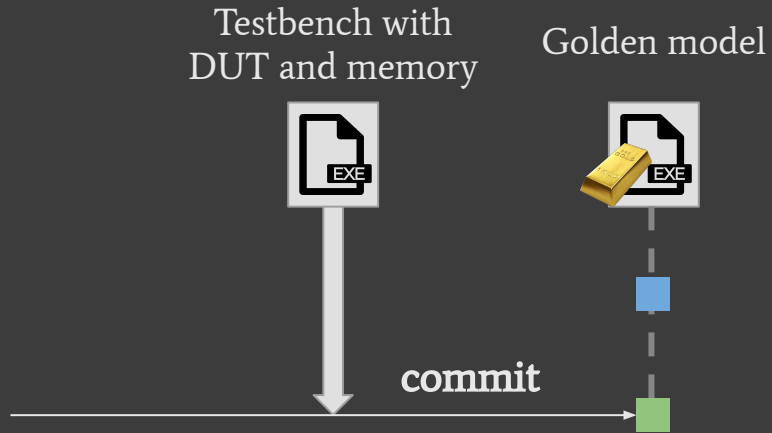 Testbench with
DUT and memory
Golden model
EXE
EXE
commit